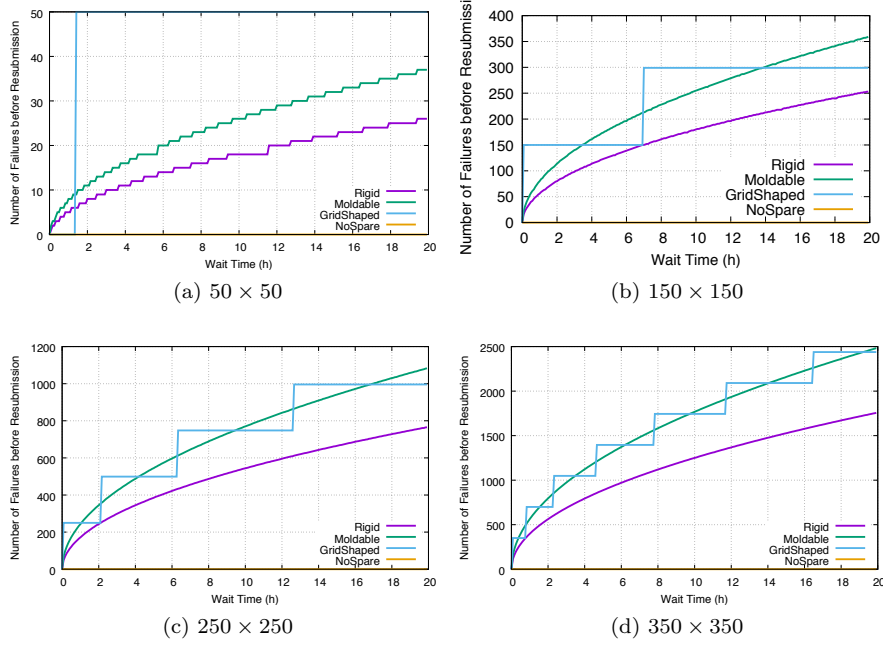 50
40
30
20
10
0
0 2 4 6 8 10 12 14 16 18 20
Number of Failures before Resubmission
Wait Time (h)
Rigid
Moldable
GridShaped
NoSpare
(a) 50 × 50
400
350
300
250
200
150
100
50
0
0 2 4 6 8 10 12 14 16 18 20
Number of Failures before Resubmission
Wait Time (h)
Rigid
Moldable
GridShaped
NoSpare
(b) 150 × 150
1200
1000
800
600
400
200
0
0 2 4 6 8 10 12 14 16 18 20
Number of Failures before Resubmission
Wait Time (h)
Rigid
Moldable
GridShaped
NoSpare
(c) 250 × 250
2500
2000
1500
1000
500
0
0 2 4 6 8 10 12 14 16 18 20
Number of Failures before Resubmission
Wait Time (h)
Rigid
Moldable
GridShaped
NoSpare
(d) 350 × 350